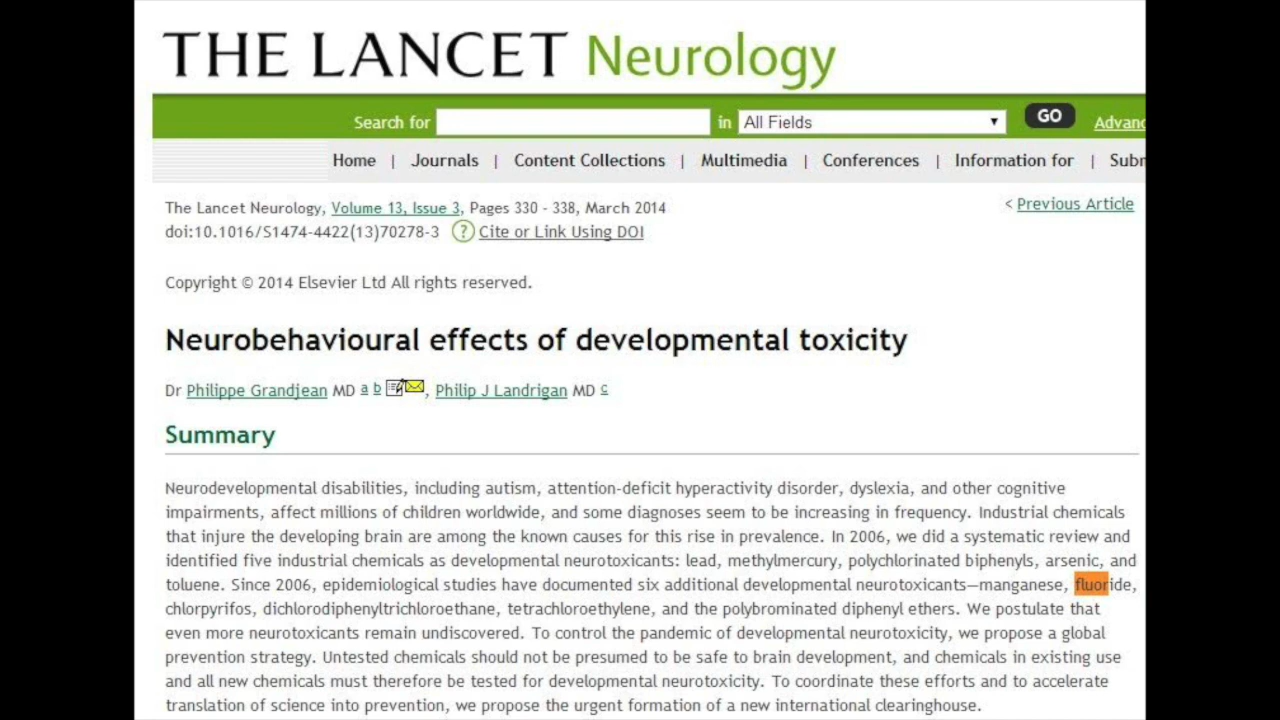 THE LANCET Neurology
Search for in All Fields GO Advanc
Home | Journals | Content Collections | Multimedia | Conferences | Information for | Subm
The Lancet Neurology, Volume 13, Issue 3, Pages 330 - 338, March 2014 < Previous Article
doi:10.1016/S1474-4422(13)70278-3 ? Cite or Link Using DOI
Copyright © 2014 Elsevier Ltd All rights reserved.
Neurobehavioural effects of developmental toxicity
Dr Philippe Grandjean MD a b , Philip J Landrigan MD c
Summary
Neurodevelopmental disabilities, including autism, attention-deficit hyperactivity disorder, dyslexia, and other cognitive
impairments, affect millions of children worldwide, and some diagnoses seem to be increasing in frequency. Industrial chemicals
that injure the developing brain are among the known causes for this rise in prevalence. In 2006, we did a systematic review and
identified five industrial chemicals as developmental neurotoxicants: lead, methylmercury, polychlorinated biphenyls, arsenic, and
toluene. Since 2006, epidemiological studies have documented six additional developmental neurotoxicants—manganese, fluoride,
chlorpyrifos, dichlorodiphenyltrichloroethane, tetrachloroethylene, and the polybrominated diphenyl ethers. We postulate that
even more neurotoxicants remain undiscovered. To control the pandemic of developmental neurotoxicity, we propose a global
prevention strategy. Untested chemicals should not be presumed to be safe to brain development, and chemicals in existing use
and all new chemicals must therefore be tested for developmental neurotoxicity. To coordinate these efforts and to accelerate
translation of science into prevention, we propose the urgent formation of a new international clearinghouse.